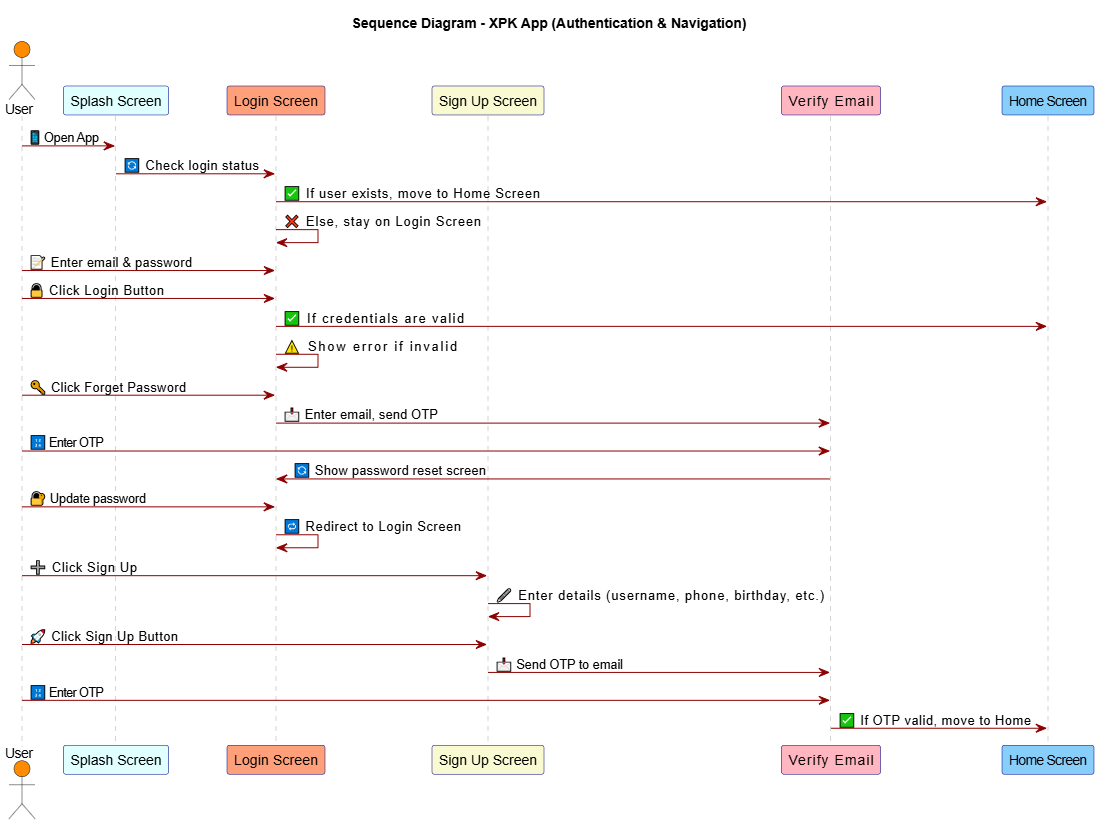 Sequence Diagram - XPK App (Authentication & Navigation)
User
Splash Screen
Login Screen
Sign Up Screen
Verify Email
Home Screen
Open App
Check login status
If user exists, move to Home Screen
Else, stay on Login Screen
Enter email & password
Click Login Button
If credentials are valid
Show error if invalid
Click Forget Password
Enter email, send OTP
Enter OTP
Show password reset screen
Update password
Redirect to Login Screen
Click Sign Up
Enter details (username, phone, birthday, etc.)
Click Sign Up Button
Send OTP to email
Enter OTP
If OTP valid, move to Home
User
Splash Screen
Login Screen
Sign Up Screen
Verify Email
Home Screen